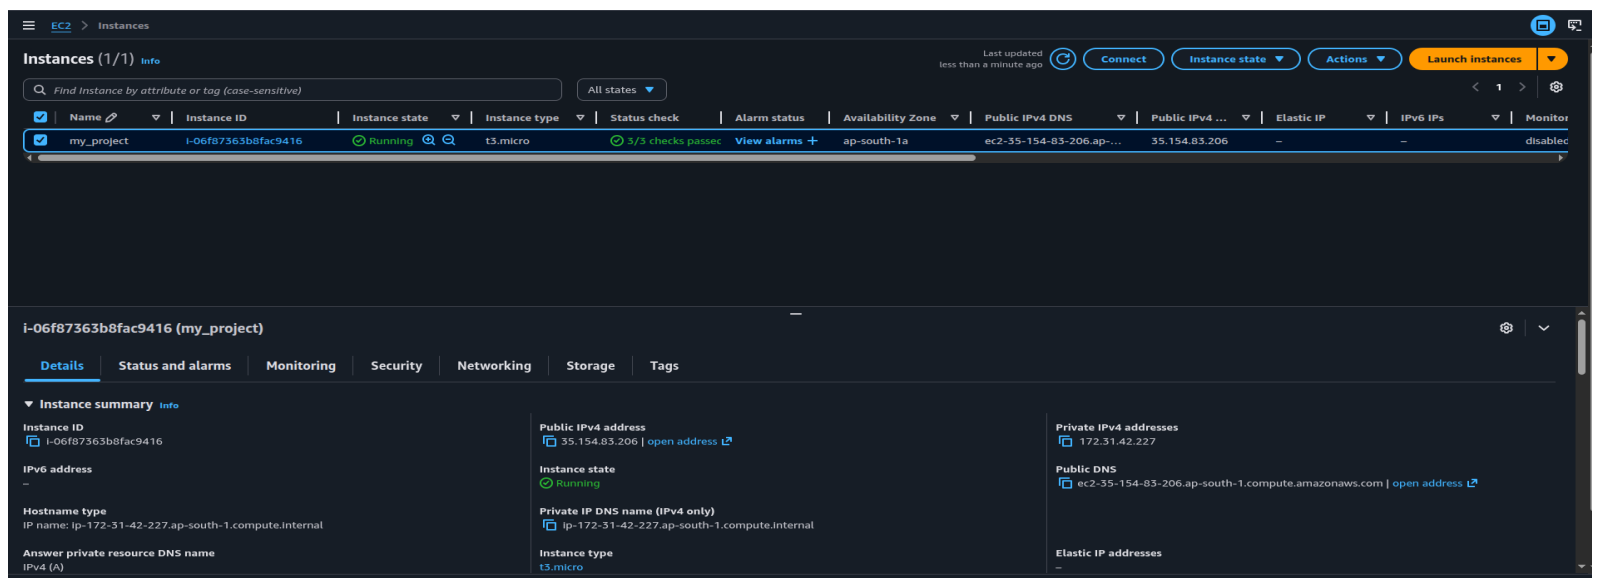 EC2 > Instances
Instances (1/1) Info
Last updated
less than a minute ago
Connect
Instance state
Actions
Launch instances
Find Instance by attribute or tag (case-sensitive)
All states
1
Name Instance ID Instance state Instance type Status check Alarm status Availability Zone Public IPv4 DNS Public IPv4 ... Elastic IP IPv6 IPs Monitor
my_project i-06f87363b8fac9416 Running t3.micro 3/3 checks passec View alarms + ap-south-1a ec2-35-154-83-206.ap-... 35.154.83.206 – – disabled
i-06f87363b8fac9416 (my_project)
Details Status and alarms Monitoring Security Networking Storage Tags
Instance summary Info
Instance ID
i-06f87363b8fac9416
Public IPv4 address
35.154.83.206 | open address
Private IPv4 addresses
172.31.42.227
IPv6 address
–
Instance state
Running
Public DNS
ec2-35-154-83-206.ap-south-1.compute.amazonaws.com | open address
Hostname type
IP name: ip-172-31-42-227.ap-south-1.compute.internal
Private IP DNS name (IPv4 only)
ip-172-31-42-227.ap-south-1.compute.internal
Answer private resource DNS name
IPv4 (A)
Instance type
t3.micro
Elastic IP addresses
–